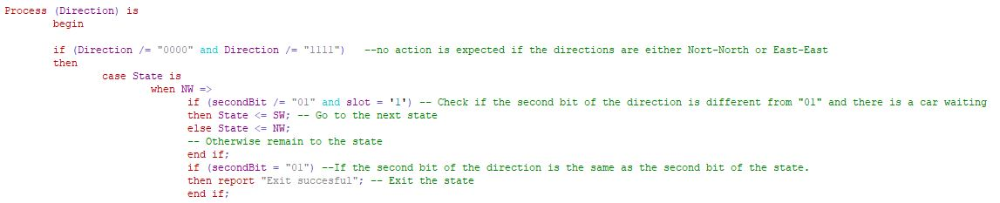 Process (Direction) is
begin
if (Direction /= "0000" and Direction /= "1111") --no action is expected if the directions are either Nort-North or East-East
then
case State is
when NW =>
if (secondBit /= "01" and slot = '1') -- Check if the second bit of the direction is different from "01" and there is a car waiting
then State <= SW; -- Go to the next state
else State <= NW;
-- Otherwise remain to the state
end if;
if (secondBit = "01") --If the second bit of the direction is the same as the second bit of the state.
then report "Exit succesful"; -- Exit the state
end if;